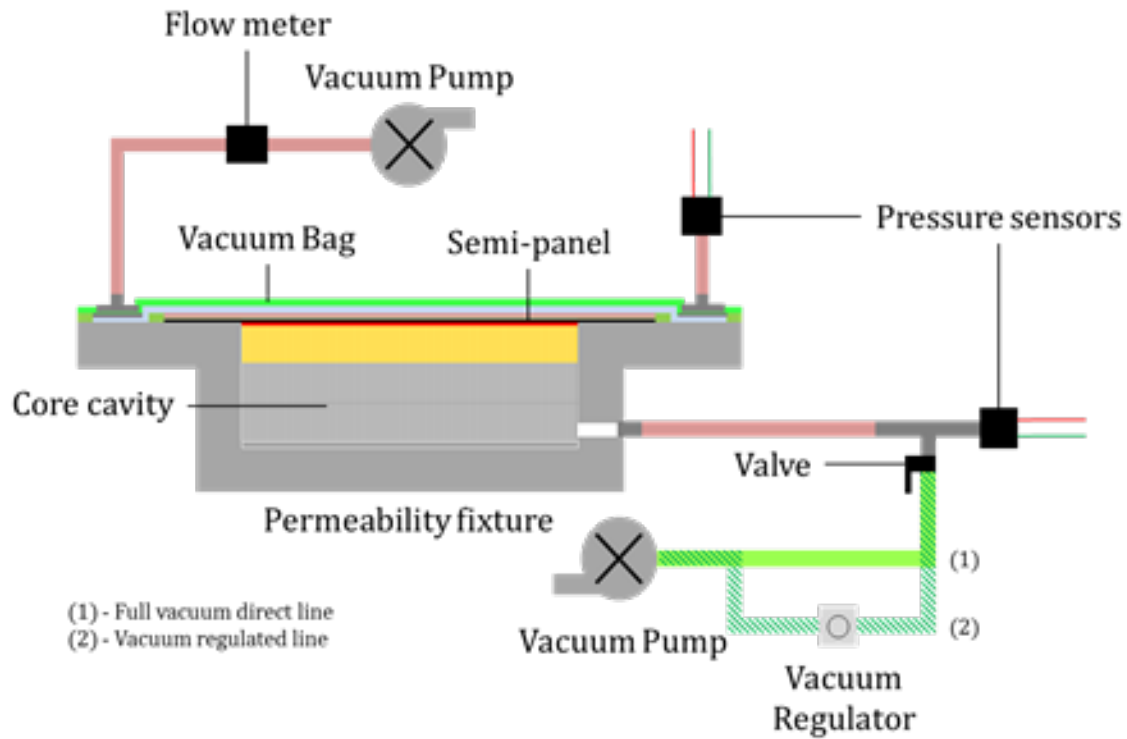 Flow meter
Vacuum Pump
Vacuum Bag
Semi-panel
Pressure sensors
Core cavity
Valve
Permeability fixture
(1)
(1) - Full vacuum direct line
(2) - Vacuum regulated line
Vacuum Pump
(2)
Vacuum
Regulator